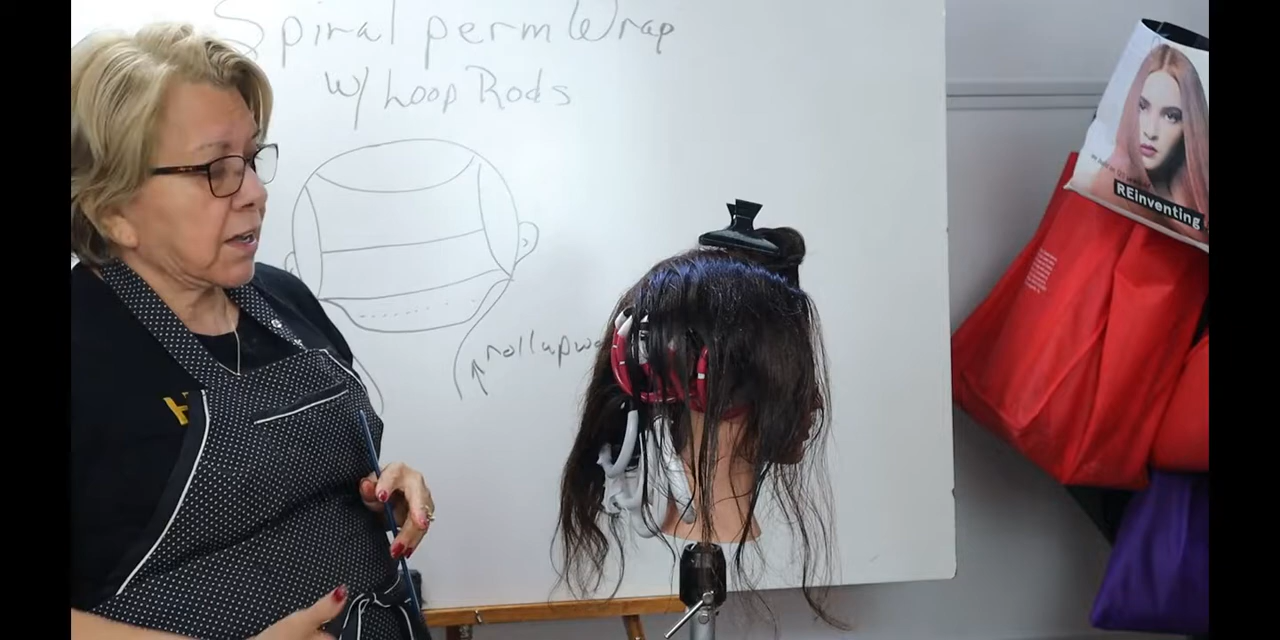 Spiral perm Wrap
w/ Loop Rods
rollupwa
REinventing